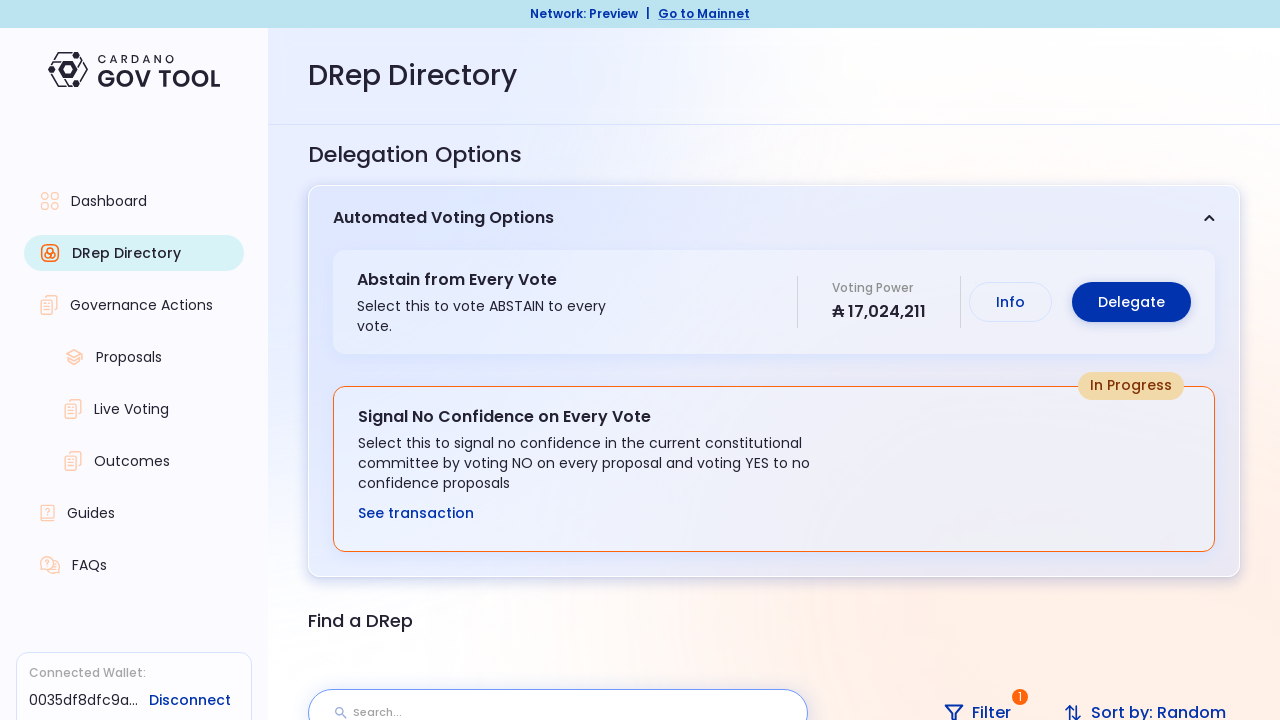 Network: Preview | Go to Mainnet
CARDANO
GOV TOOL
Dashboard
DRep Directory
Governance Actions
Proposals
Live Voting
Outcomes
Guides
FAQs
Connected Wallet:
0035df8dfc9a... Disconnect
DRep Directory
Delegation Options
Automated Voting Options
Abstain from Every Vote
Select this to vote ABSTAIN to every
vote.
Voting Power
₳ 17,024,211
Info
Delegate
In Progress
Signal No Confidence on Every Vote
Select this to signal no confidence in the current constitutional
committee by voting NO on every proposal and voting YES to no
confidence proposals
See transaction
Find a DRep
Search...
Filter 1
Sort by: Random